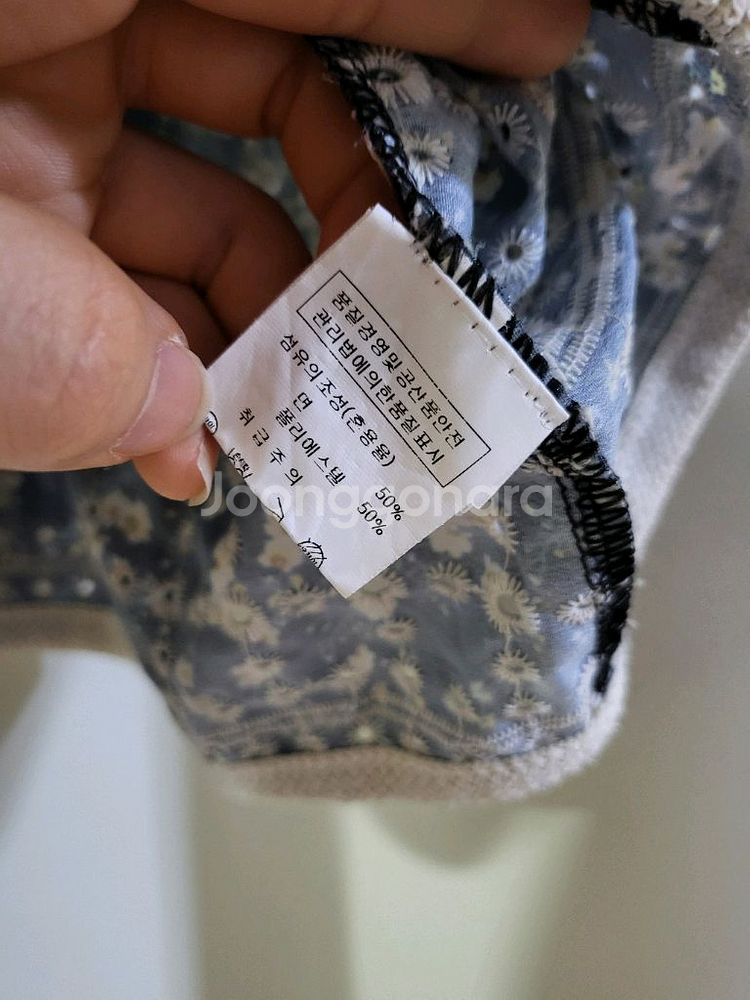 품질경영및공산품안전
관리법에의한품질표시
섬유의조성(혼용율)
면 50%
폴리에스텔 50%
취급주의
Joongonara